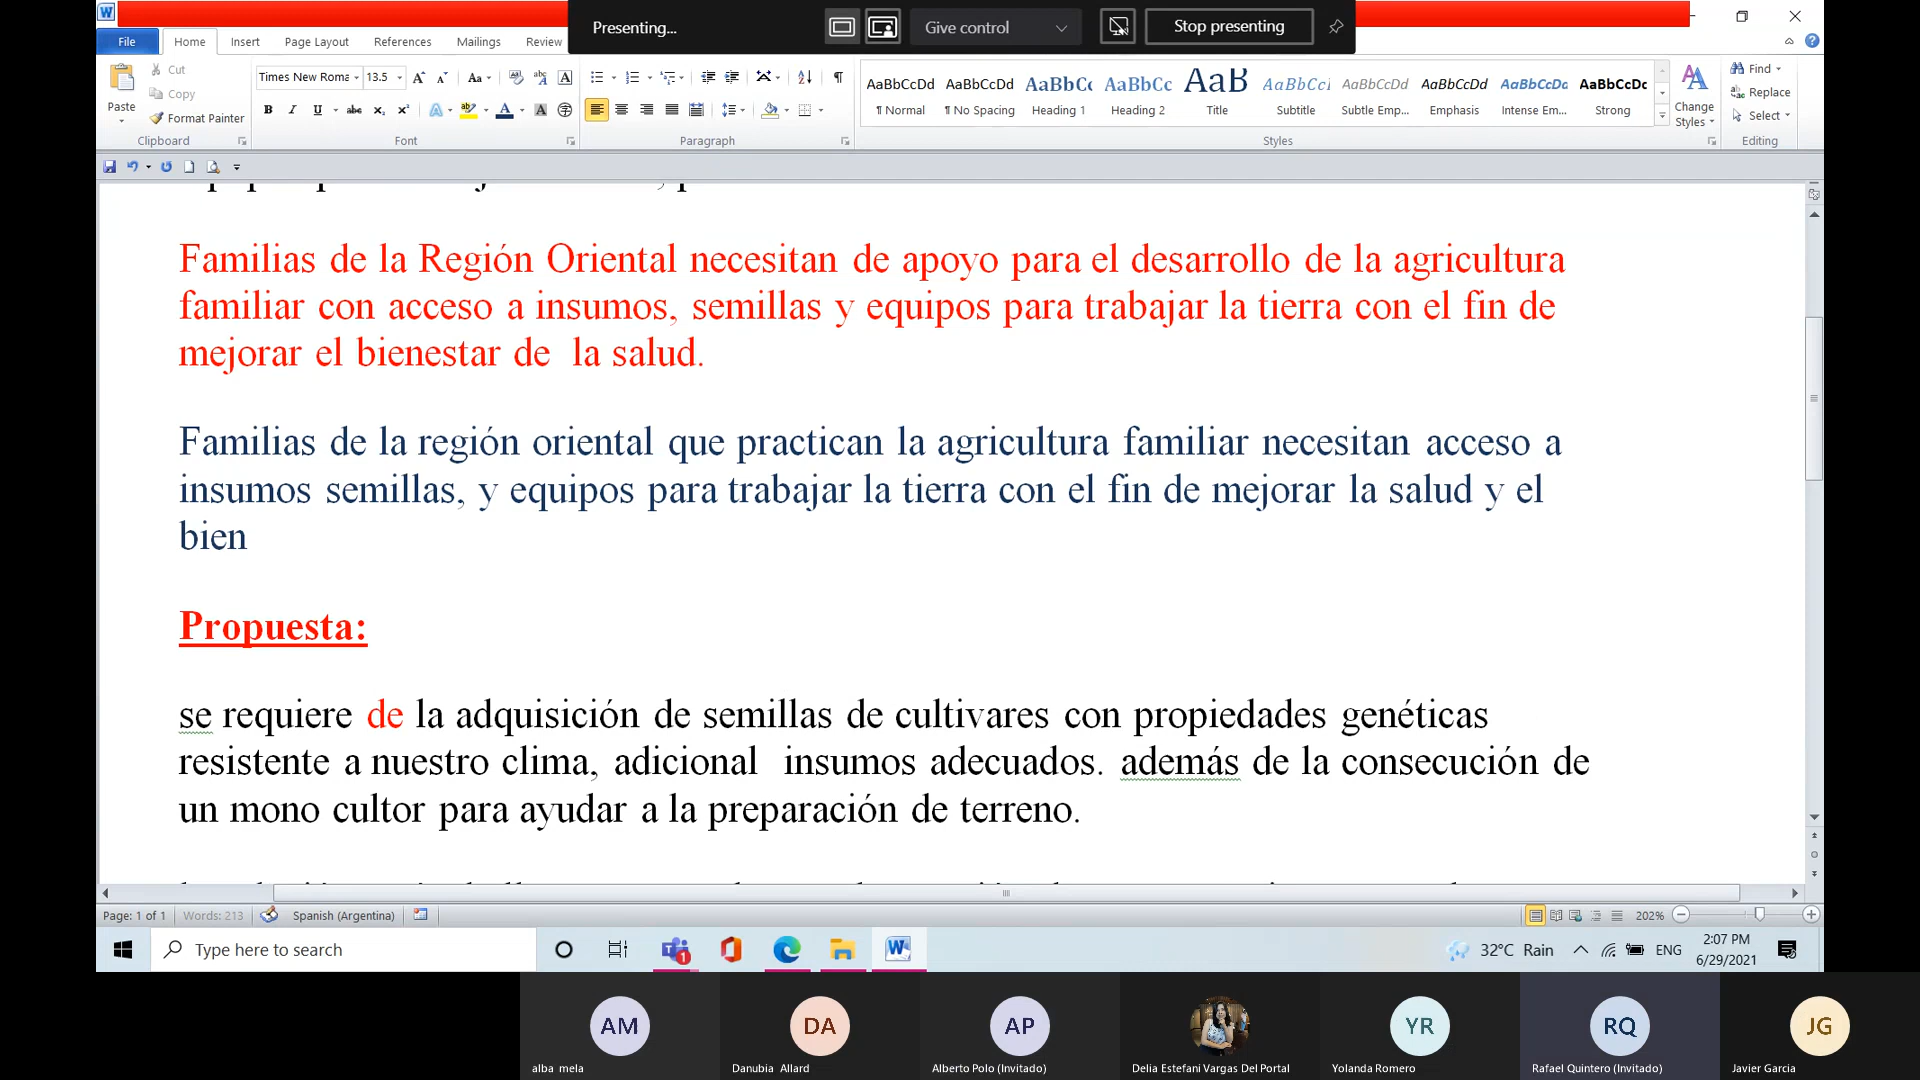 Presenting...
Give control
Stop presenting
File
Home
Insert
Page Layout
References
Mailings
Review
Paste
Cut
Copy
Format Painter
Clipboard
Times New Roma
13.5
Font
Paragraph
AaBbCcDd
¶ Normal
AaBbCcDd
¶ No Spacing
AaBbCc
Heading 1
AaBbCc
Heading 2
AaB
Title
AaBbCcI
Subtitle
AaBbCcDd
Subtle Emp...
AaBbCcDd
Emphasis
AaBbCcDc
Intense Em...
AaBbCcDc
Strong
Change
Styles
Styles
Find
Replace
Select
Editing
Familias de la Región Oriental necesitan de apoyo para el desarrollo de la agricultura
familiar con acceso a insumos, semillas y equipos para trabajar la tierra con el fin de
mejorar el bienestar de la salud.
Familias de la región oriental que practican la agricultura familiar necesitan acceso a
insumos semillas, y equipos para trabajar la tierra con el fin de mejorar la salud y el
bien
Propuesta:
se requiere de la adquisición de semillas de cultivares con propiedades genéticas
resistente a nuestro clima, adicional insumos adecuados. además de la consecución de
un mono cultor para ayudar a la preparación de terreno.
Page: 1 of 1
Words: 213
Spanish (Argentina)
202%
Type here to search
1
32°C Rain
ENG
2:07 PM
6/29/2021
AM
DA
AP
YR
RQ
JG
alba mela
Danubia Allard
Alberto Polo (Invitado)
Delia Estefani Vargas Del Portal
Yolanda Romero
Rafael Quintero (Invitado)
Javier Garcia